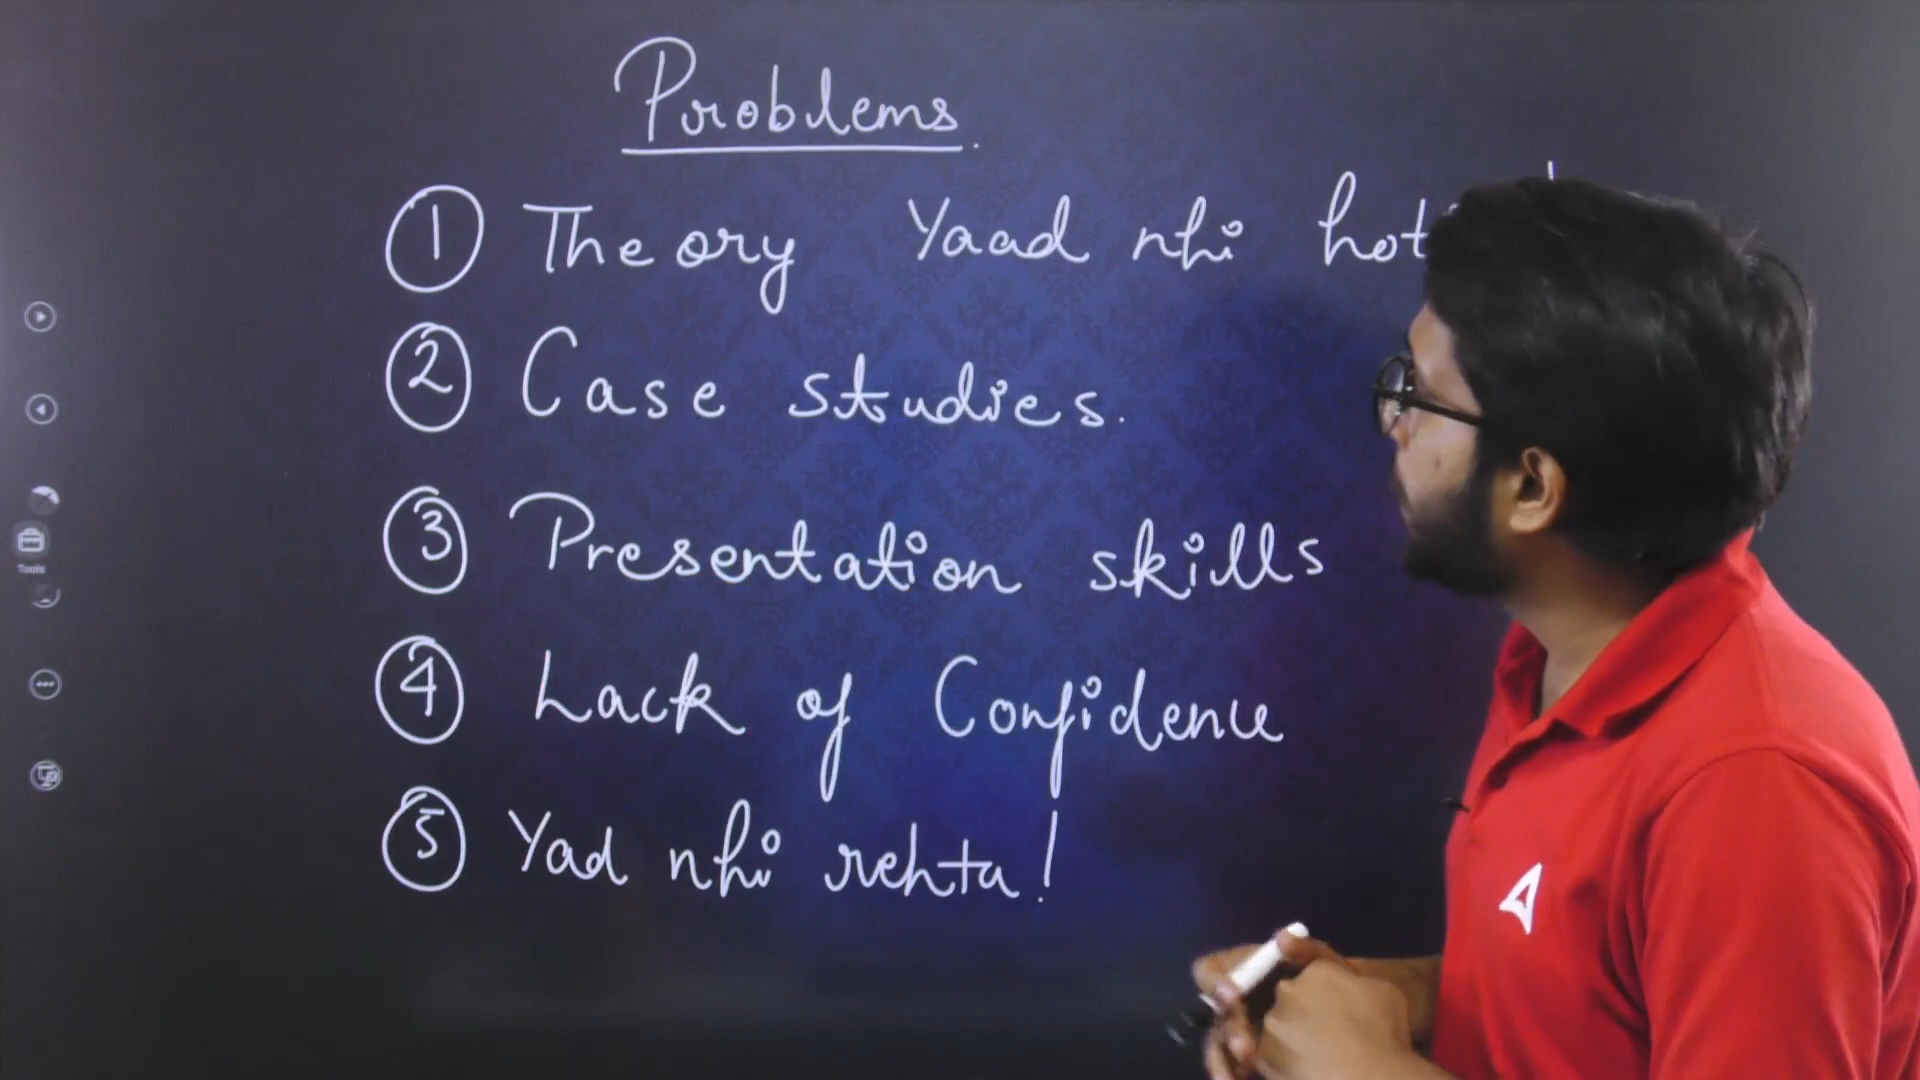 Problems.
1 Theory Yaad nhi
2 Case studies.
3 Presentation skills
4 Lack of Confidence
5 Yad nhi rehta!
Tools